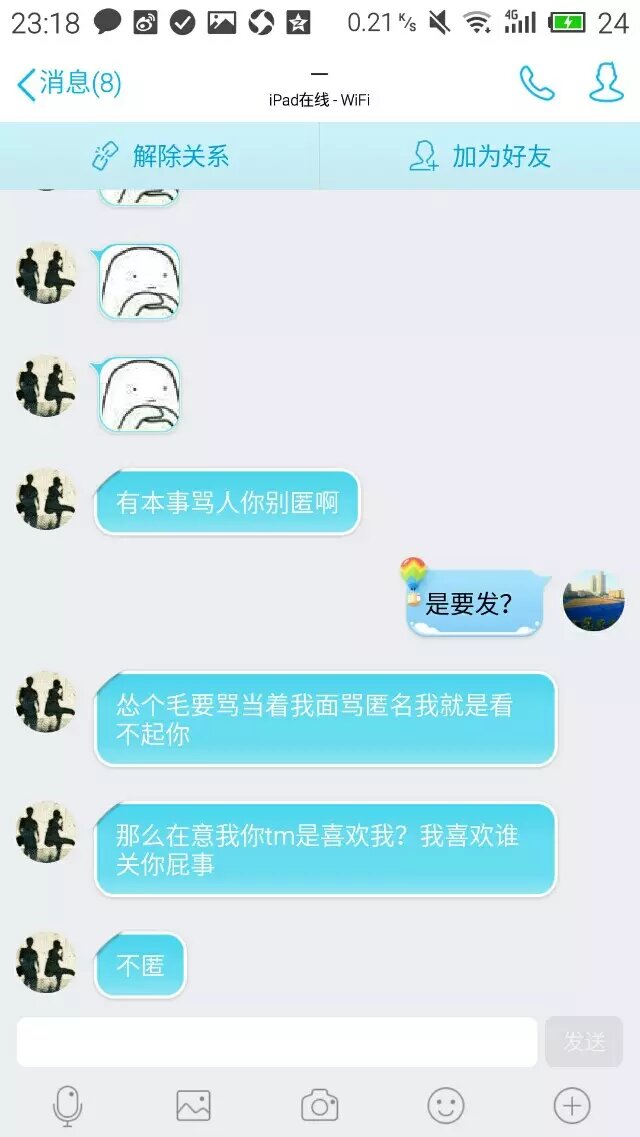 23:18
0.21 K/s
4G
24
消息(8)
一
iPad在线 - WiFi
解除关系
加为好友
有本事骂人你别匿啊
是要发？
怂个毛要骂当着我面骂匿名我就是看
不起你
那么在意我你tm是喜欢我？我喜欢谁
关你屁事
不匿
发送